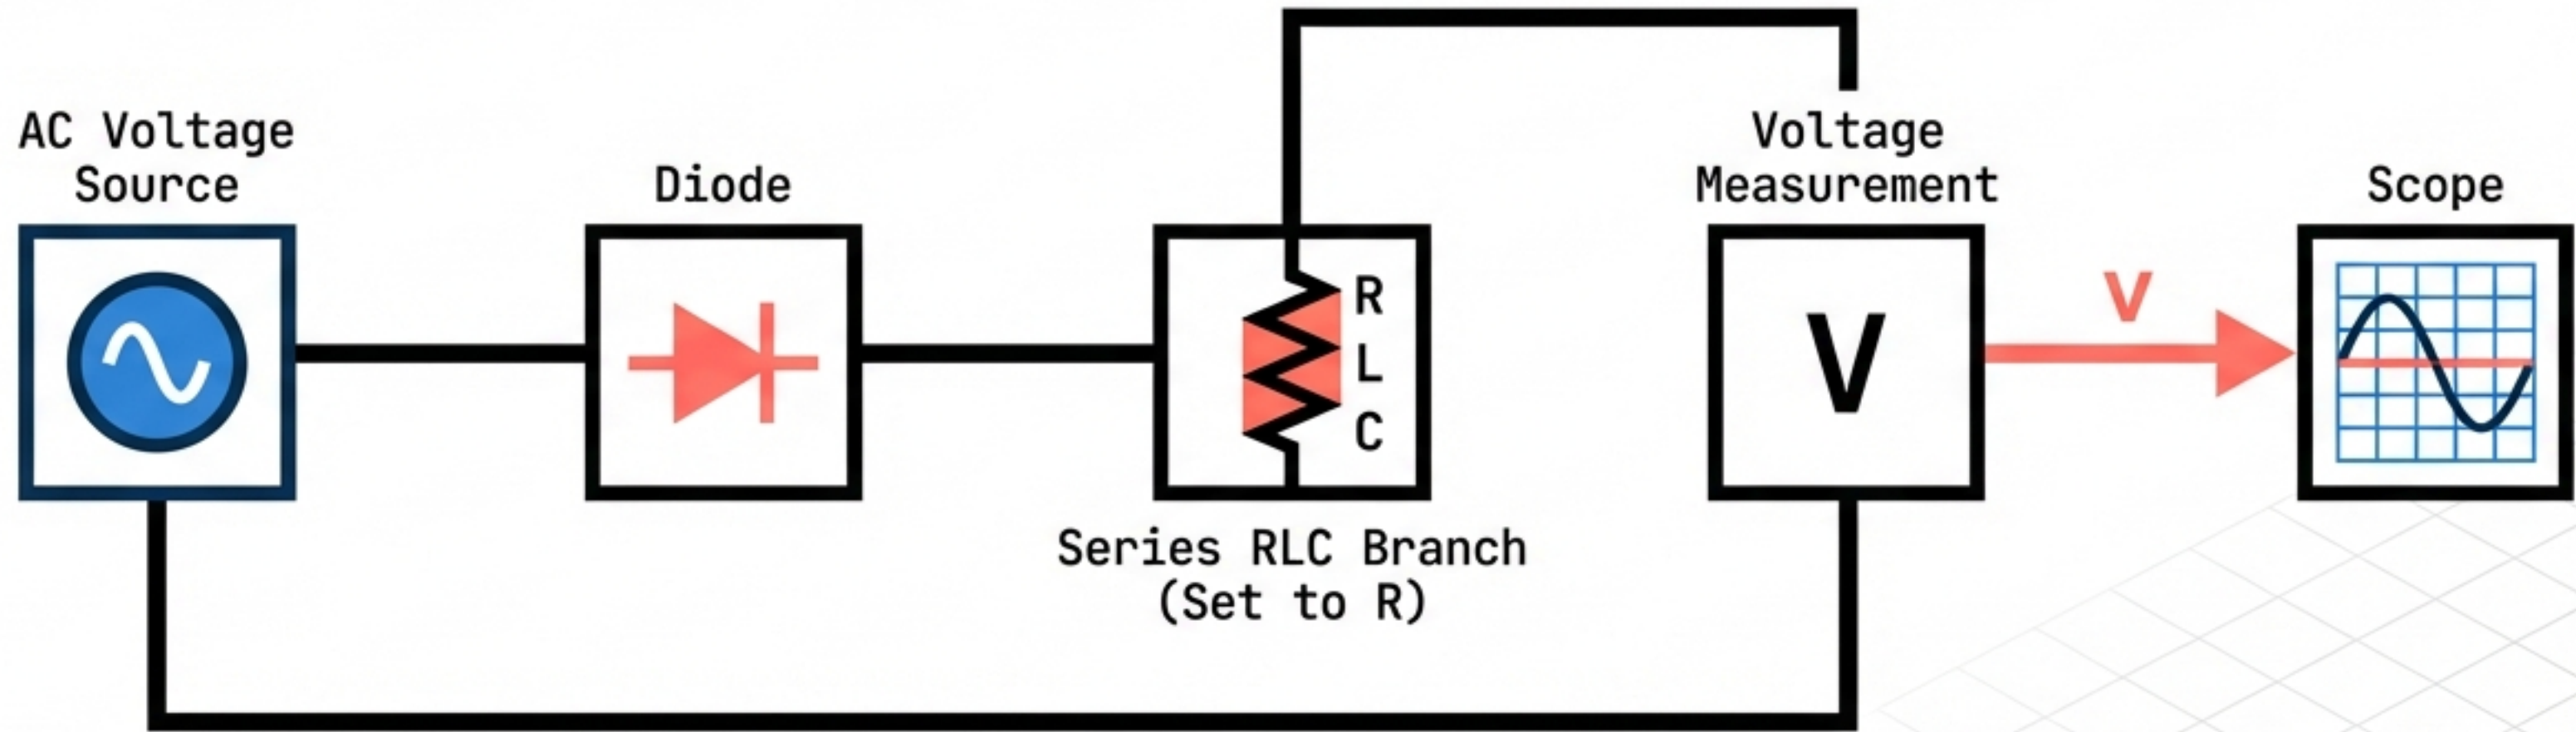 AC Voltage
Source
Diode
R
L
C
Series RLC Branch
(Set to R)
Voltage
Measurement
V
V
Scope